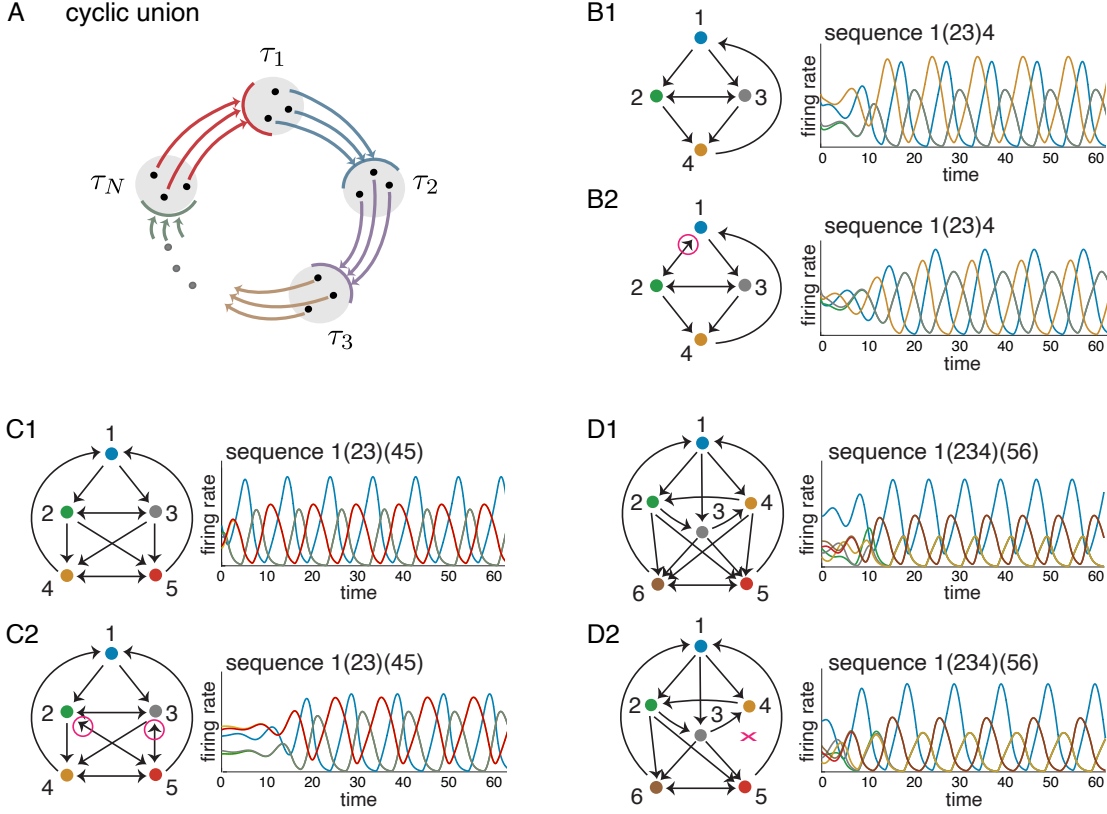 A cyclic union
τ1
τ2
τ3
τN
B1
1
2
3
4
sequence 1(23)4
firing rate
0 10 20 30 40 50 60
time
B2
1
2
3
4
sequence 1(23)4
firing rate
0 10 20 30 40 50 60
time
C1
1
2
3
4
5
sequence 1(23)(45)
firing rate
0 10 20 30 40 50 60
time
C2
1
2
3
4
5
sequence 1(23)(45)
firing rate
0 10 20 30 40 50 60
time
D1
1
2
4
3
6
5
sequence 1(234)(56)
firing rate
0 10 20 30 40 50 60
time
D2
1
2
4
3
6
5
sequence 1(234)(56)
firing rate
0 10 20 30 40 50 60
time